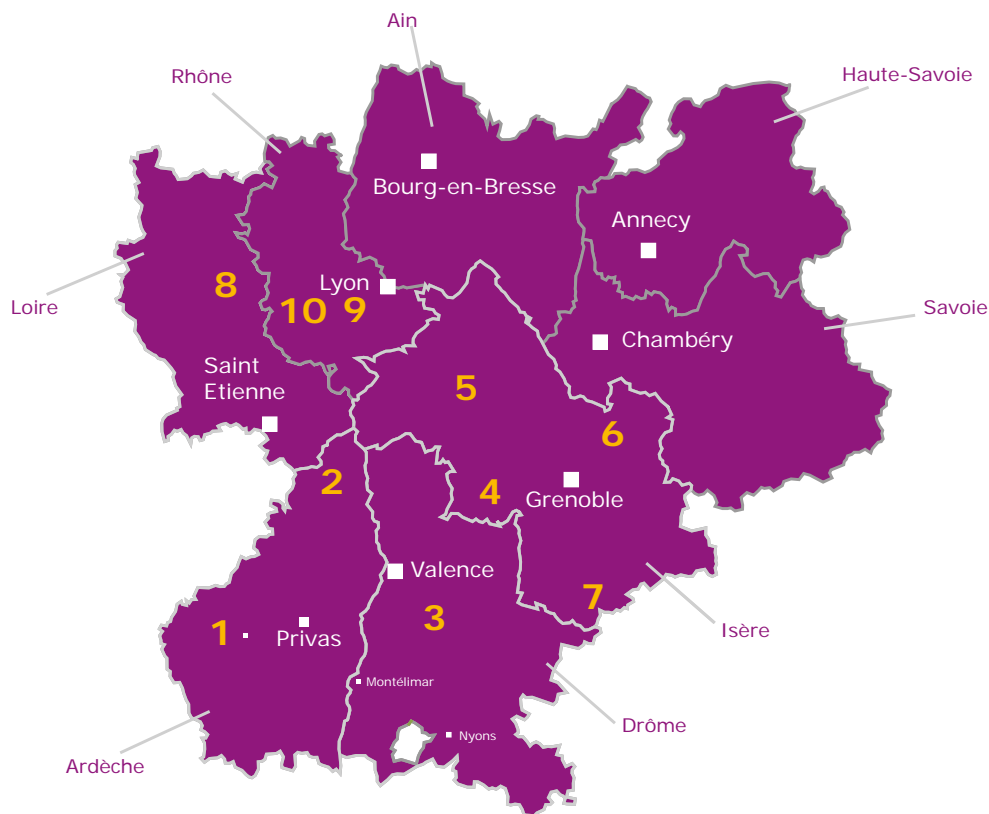 Ain
Rhône
Haute-Savoie
Bourg-en-Bresse
Annecy
8
Lyon
10
9
Loire
Savoie
Chambéry
Saint
Etienne
5
6
2
4
Grenoble
Valence
7
3
1
Privas
Isère
Montélimar
Drôme
Nyons
Ardèche